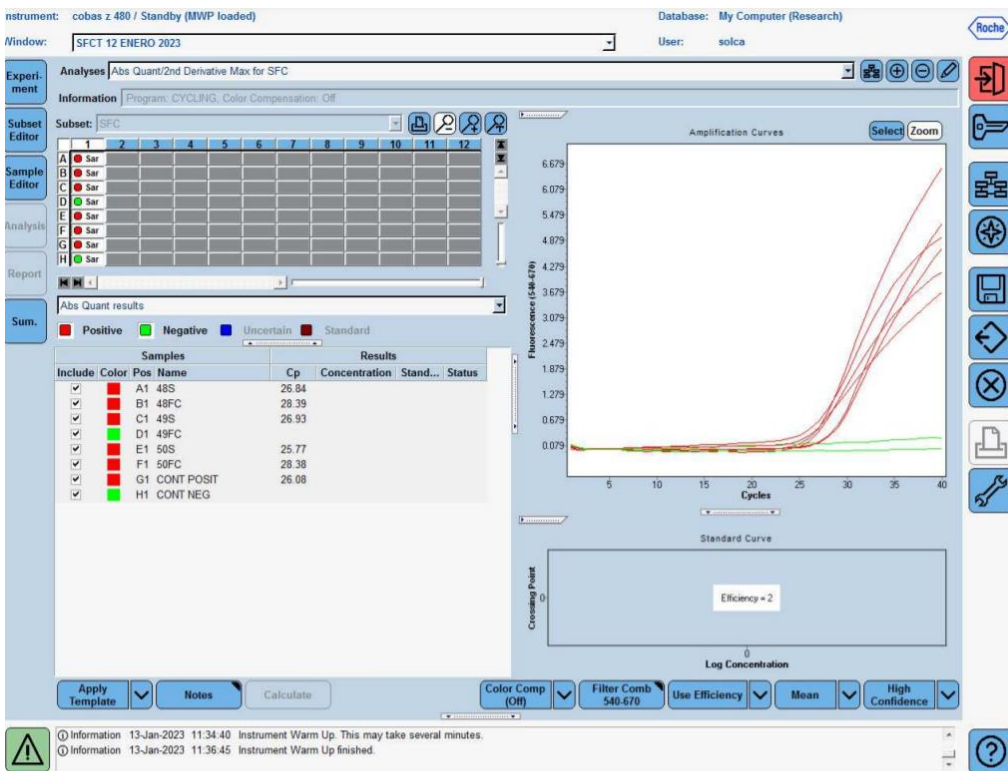 nstrument: cobas z 480 / Standby (MWP loaded) Database: My Computer (Research)
Roche
Window: SFCT 12 ENERO 2023 User: solca
Experi-
ment
Analyses Abs Quant/2nd Derivative Max for SFC
Information Program: CYCLING, Color Compensation: Off
Subset
Editor
Subset: SFC
Amplification Curves Select Zoom
1 2 3 4 5 6 7 8 9 10 11 12
A Sar
B Sar
C Sar
D Sar
E Sar
F Sar
G Sar
H Sar
Sample
Editor
Analysis
Report
Sum.
6.679
6.079
5.479
4.879
4.279
3.679
3.079
2.479
1.879
1.279
0.679
0.079
Fluorescence (540-670)
5 10 15 20 25 30 35 40
Cycles
Abs Quant results
Positive Negative Uncertain Standard
Samples Results
Include Color Pos Name Cp Concentration Stand... Status
A1 48S 26.84
B1 48FC 28.39
C1 49S 26.93
D1 49FC
E1 50S 25.77
F1 50FC 28.38
G1 CONT POSIT 26.08
H1 CONT NEG
Standard Curve
Crossing Point
0
Efficiency = 2
0
Log Concentration
Apply
Template
Notes
Calculate
Color Comp
(Off)
Filter Comb
540-670
Use Efficiency
Mean
High
Confidence
Information 13-Jan-2023 11:34:40 Instrument Warm Up. This may take several minutes.
Information 13-Jan-2023 11:36:45 Instrument Warm Up finished.